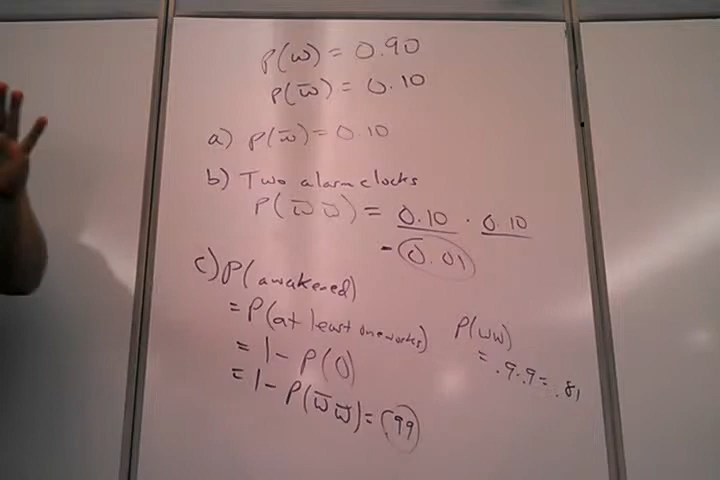 P(w) = 0.90
P(w̄) = 0.10
a) P(w̄) = 0.10
b) Two alarm clocks
P(w̄ w̄) = 0.10 · 0.10
= 0.01
c) P(awakened)
= P(at least one works)
= 1 - P(0)
= 1 - P(w̄ w̄) = .99
P(ww)
= .9 · .9 = .81